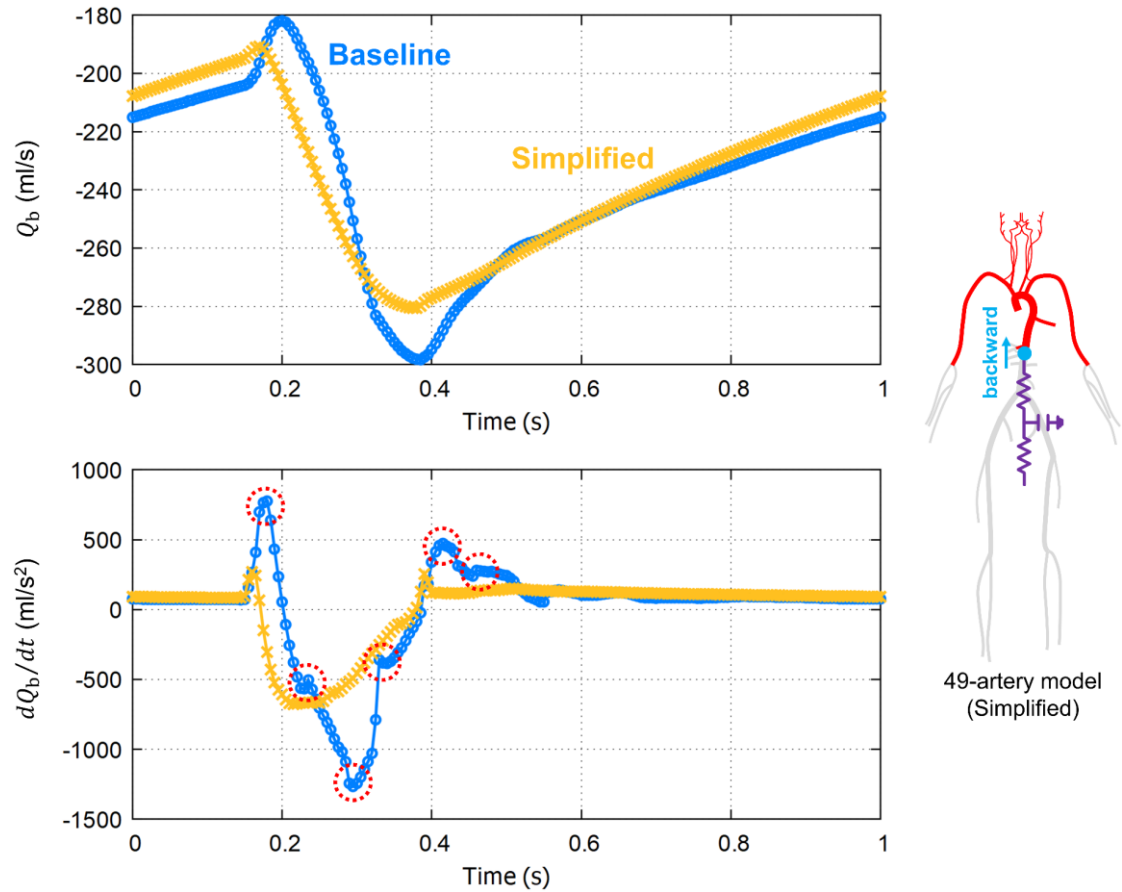 -180
-200
-220
-240
-260
-280
-300
Qb (ml/s)
Baseline
Simplified
0 0.2 0.4 0.6 0.8 1
Time (s)
1000
500
0
-500
-1000
-1500
dQb/dt (ml/s²)
0 0.2 0.4 0.6 0.8 1
Time (s)
backward
49-artery model
(Simplified)